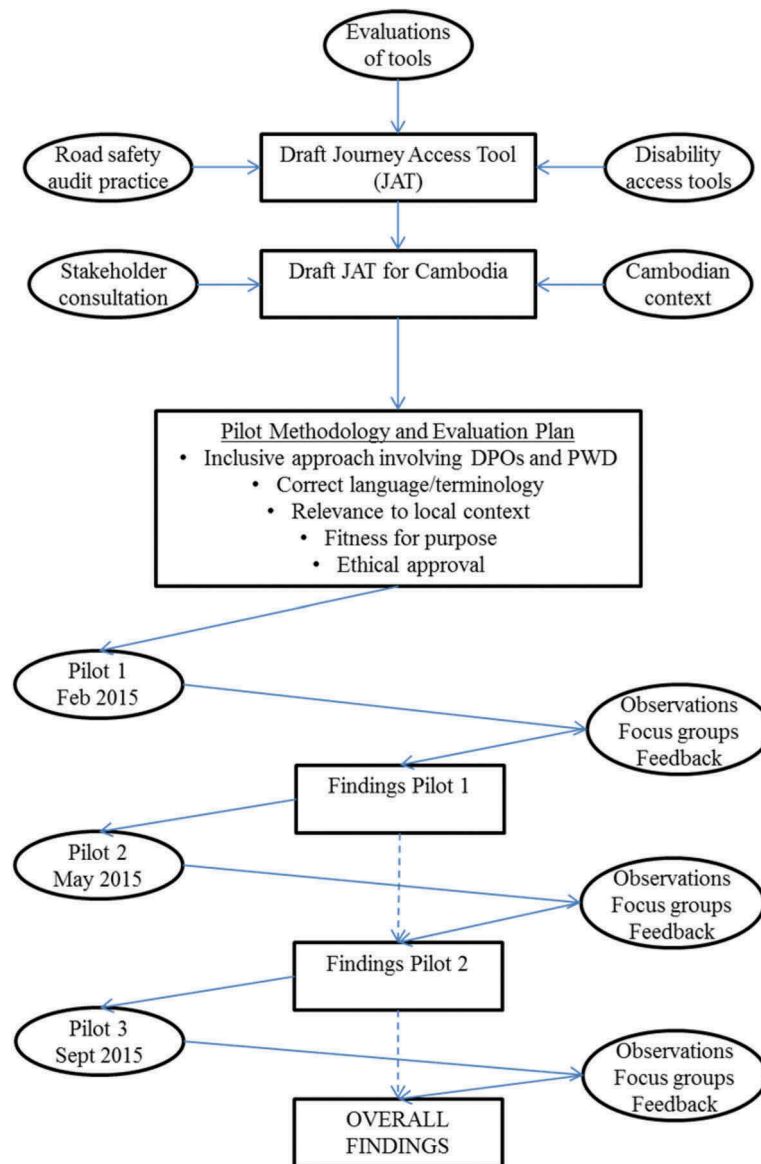 Evaluations
of tools
Road safety
audit practice
Draft Journey Access Tool
(JAT)
Disability
access tools
Stakeholder
consultation
Draft JAT for Cambodia
Cambodian
context
Pilot Methodology and Evaluation Plan
• Inclusive approach involving DPOs and PWD
• Correct language/terminology
• Relevance to local context
• Fitness for purpose
• Ethical approval
Pilot 1
Feb 2015
Observations
Focus groups
Feedback
Findings Pilot 1
Pilot 2
May 2015
Observations
Focus groups
Feedback
Findings Pilot 2
Pilot 3
Sept 2015
Observations
Focus groups
Feedback
OVERALL
FINDINGS